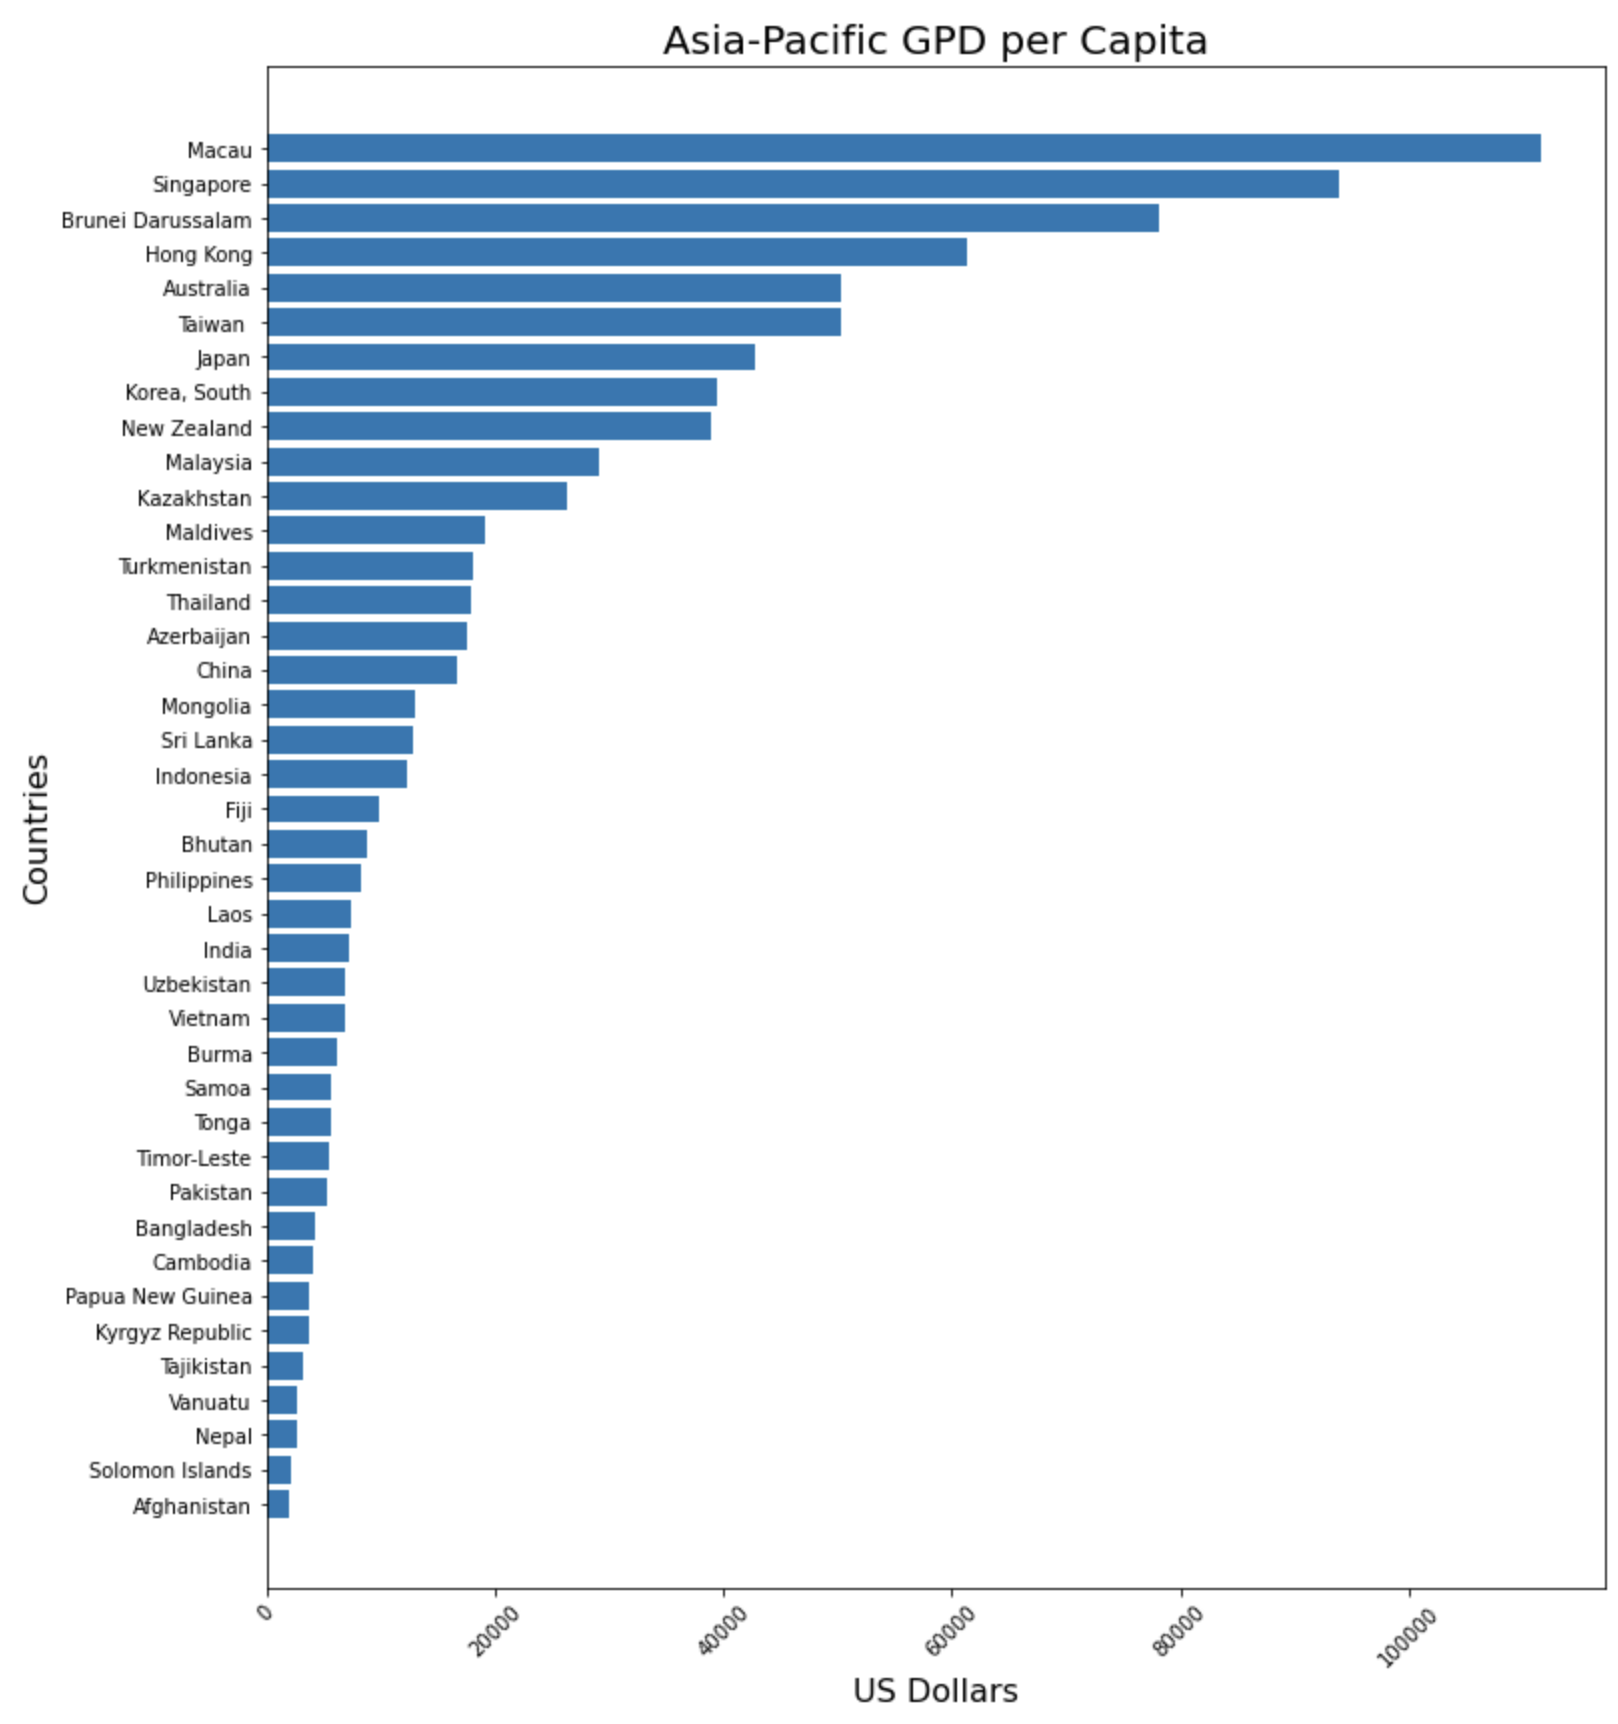 Asia-Pacific GPD per Capita
Macau
Singapore
Brunei Darussalam
Hong Kong
Australia
Taiwan
Japan
Korea, South
New Zealand
Malaysia
Kazakhstan
Maldives
Turkmenistan
Thailand
Azerbaijan
China
Mongolia
Sri Lanka
Indonesia
Fiji
Bhutan
Philippines
Laos
India
Uzbekistan
Vietnam
Burma
Samoa
Tonga
Timor-Leste
Pakistan
Bangladesh
Cambodia
Papua New Guinea
Kyrgyz Republic
Tajikistan
Vanuatu
Nepal
Solomon Islands
Afghanistan
Countries
0 20000 40000 60000 80000 100000
US Dollars